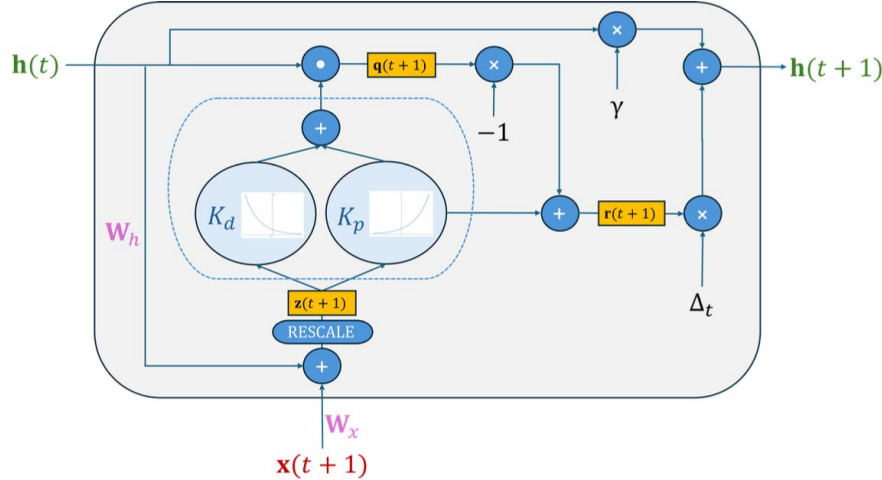 𝐡(t)
×
𝐡(t + 1)
•
𝐪(t + 1)
×
+
+
−1
γ
K_d
K_p
+
𝐫(t + 1)
×
𝐖_h
Δ_t
𝐳(t + 1)
RESCALE
+
𝐖_x
𝐱(t + 1)